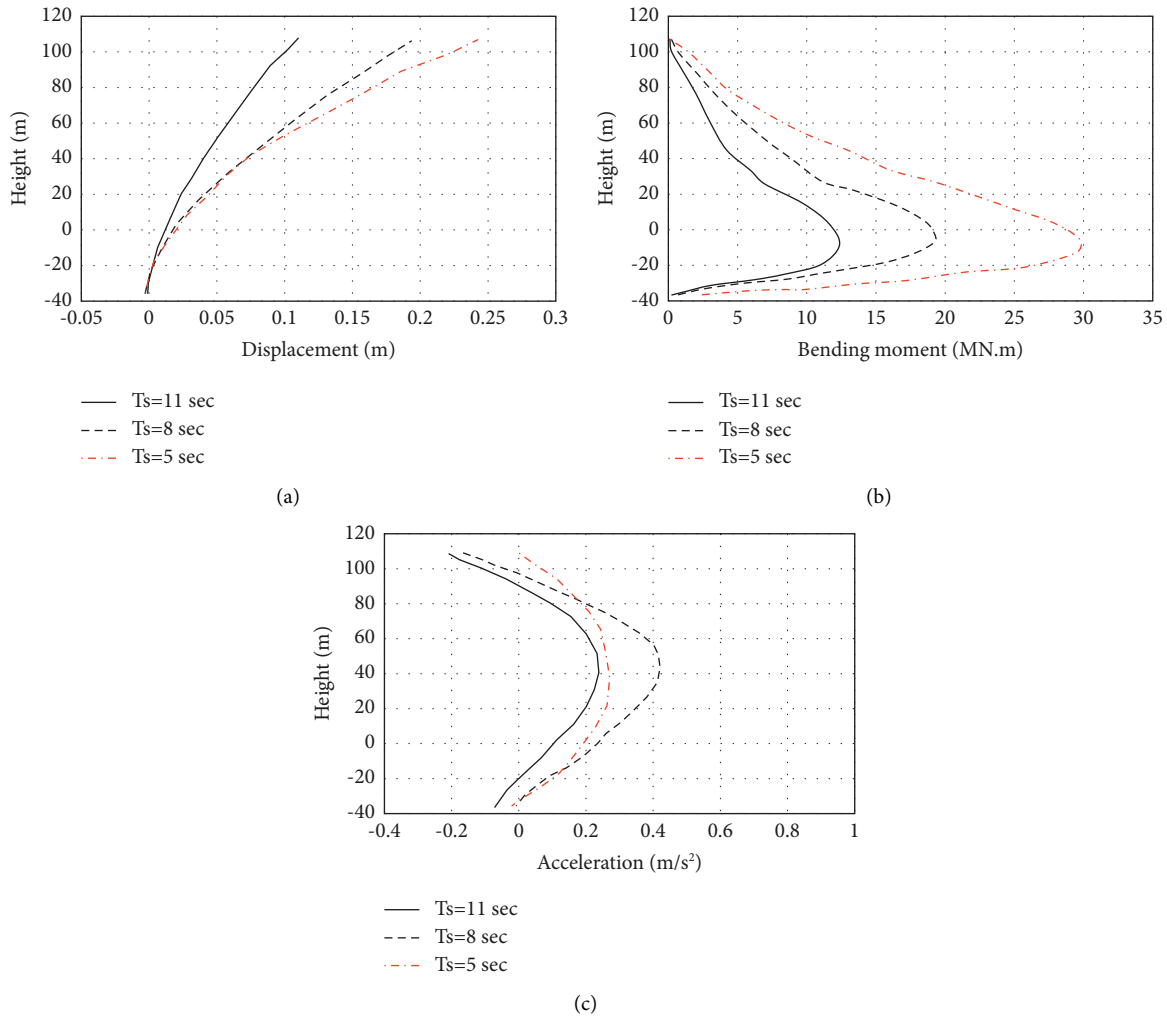 120
100
80
60
40
20
0
-20
-40
Height (m)
-0.05 0 0.05 0.1 0.15 0.2 0.25 0.3
Displacement (m)
Ts=11 sec
Ts=8 sec
Ts=5 sec
(a)
120
100
80
60
40
20
0
-20
-40
Height (m)
0 5 10 15 20 25 30 35
Bending moment (MN.m)
Ts=11 sec
Ts=8 sec
Ts=5 sec
(b)
120
100
80
60
40
20
0
-20
-40
Height (m)
-0.4 -0.2 0 0.2 0.4 0.6 0.8 1
Acceleration (m/s²)
Ts=11 sec
Ts=8 sec
Ts=5 sec
(c)